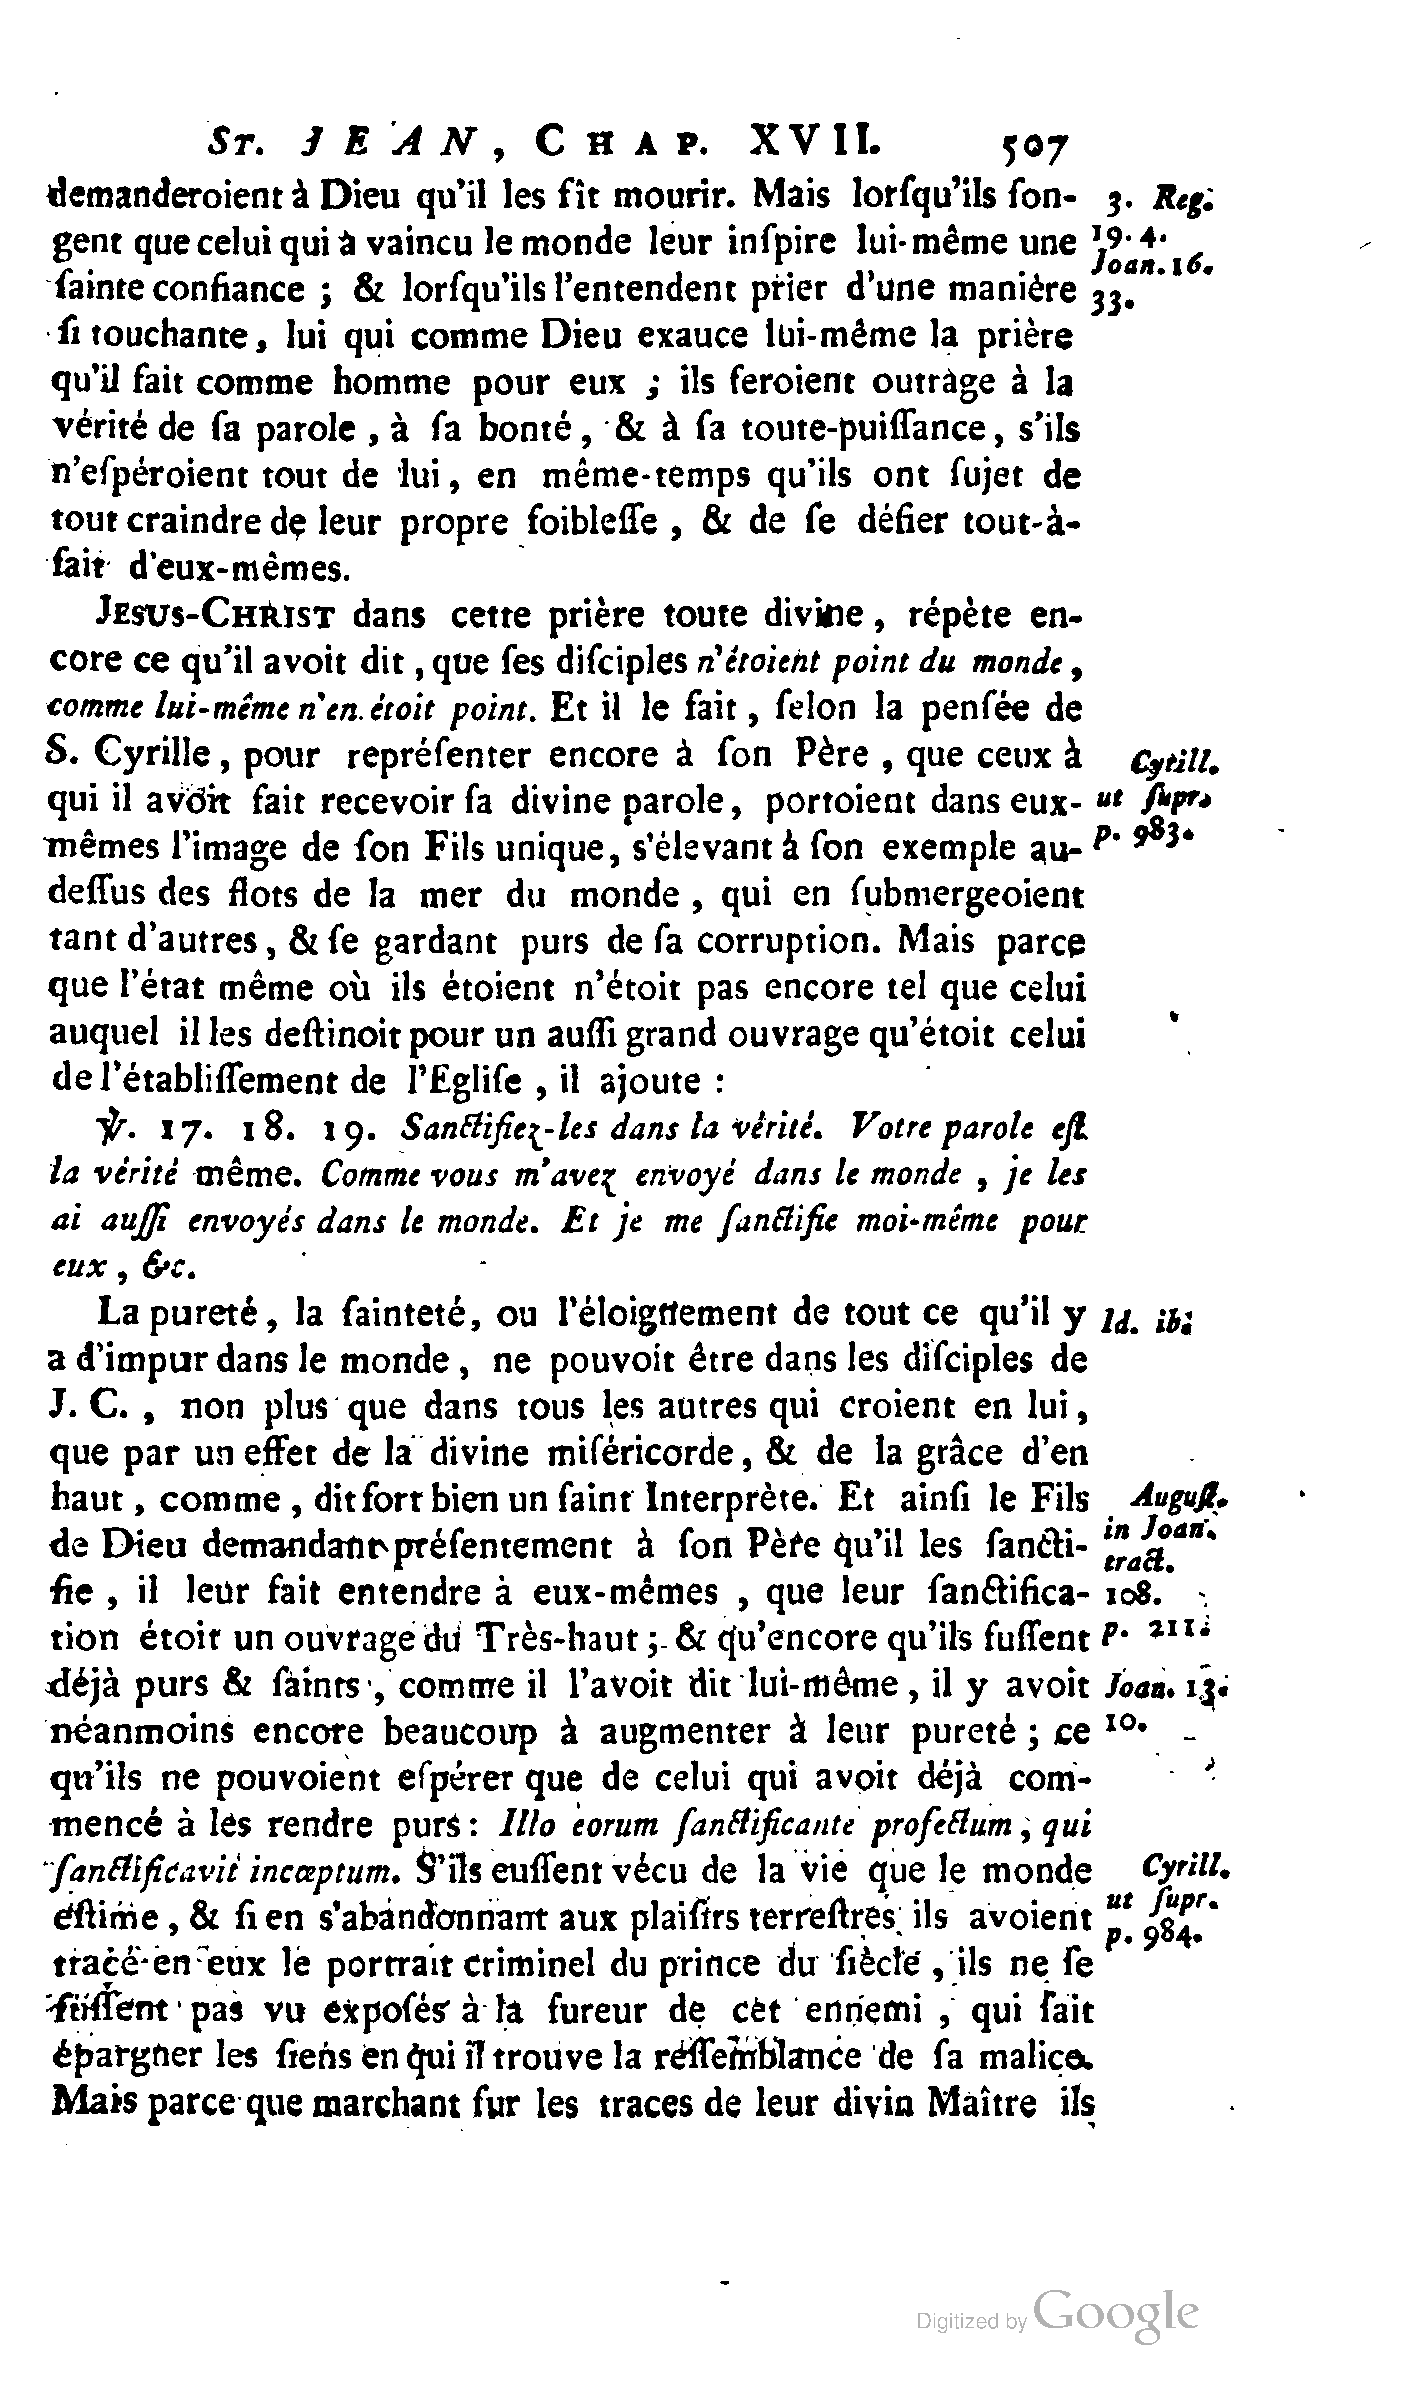 ST. JEAN, CHAP. XVII. 507
demanderoient à Dieu qu'il les fît mourir. Mais lorſqu'ils ſon-
gent que celui qui à vaincu le monde leur inſpire lui-même une
ſainte confiance ; & lorſqu'ils l'entendent prier d'une manière
ſi touchante, lui qui comme Dieu exauce lui-même la prière
qu'il fait comme homme pour eux ; ils feroient outrage à la
vérité de ſa parole , à ſa bonté , & à ſa toute-puiſſance, s'ils
n'eſpéroient tout de lui, en même-temps qu'ils ont ſujet de
tout craindre de leur propre foibleſſe , & de ſe défier tout-à-
fait d'eux-mêmes.
3. Reg.
19. 4.
Joan. 16.
33.
JESUS-CHRIST dans cette prière toute divine, répète en-
core ce qu'il avoit dit , que ſes diſciples n'étoient point du monde,
comme lui-même n'en étoit point. Et il le fait , ſelon la penſée de
S. Cyrille, pour repréſenter encore à ſon Père , que ceux à
qui il avoit fait recevoir ſa divine parole, portoient dans eux-
mêmes l'image de ſon Fils unique, s'élevant à ſon exemple au-
deſſus des flots de la mer du monde , qui en ſubmergeoient
tant d'autres, & ſe gardant purs de ſa corruption. Mais parce
que l'état même où ils étoient n'étoit pas encore tel que celui
auquel il les deſtinoit pour un auſſi grand ouvrage qu'étoit celui
de l'établiſſement de l'Egliſe , il ajoute :
Cyrill.
ut ſupr.
p. 983.
℣. 17. 18. 19. Sanctifiez-les dans la vérité. Votre parole eſt
la vérité même. Comme vous m'avez envoyé dans le monde , je les
ai auſſi envoyés dans le monde. Et je me ſanctifie moi-même pour
eux , &c.
La pureté, la ſainteté, ou l'éloignement de tout ce qu'il y
a d'impur dans le monde, ne pouvoit être dans les diſciples de
J. C. , non plus que dans tous les autres qui croient en lui,
que par un effet de la divine miſéricorde, & de la grâce d'en
haut , comme , dit fort bien un ſaint Interprète. Et ainſi le Fils
de Dieu demandant préſentement à ſon Père qu'il les ſancti-
fie , il leur fait entendre à eux-mêmes , que leur ſanctifica-
tion étoit un ouvrage du Très-haut ; & qu'encore qu'ils fuſſent
déjà purs & ſaints , comme il l'avoit dit lui-même , il y avoit
néanmoins encore beaucoup à augmenter à leur pureté ; ce
qu'ils ne pouvoient eſpérer que de celui qui avoit déjà com-
mencé à les rendre purs : Illo eorum ſanctificante profectum, qui
ſanctificavit incœptum. S'ils euſſent vécu de la vie que le monde
eſtime, & ſi en s'abandonnant aux plaiſirs terreſtres ils avoient
tracé en eux le portrait criminel du prince du ſiècle , ils ne ſe
fuſſent pas vu expoſés à la fureur de cet ennemi , qui ſait
épargner les ſiens en qui il trouve la reſſemblance de ſa malice.
Mais parce que marchant ſur les traces de leur divin Maître ils
Id. ib.
Auguſt.
in Joan.
tract.
108.
p. 211.
Joan. 13.
10.
Cyrill.
ut ſupr.
p. 984.
Digitized by Google